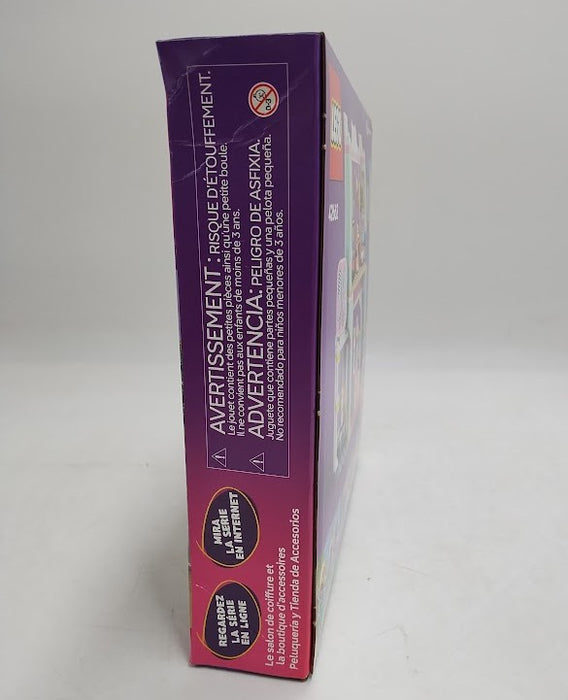 AVERTISSEMENT : RISQUE D'ÉTOUFFEMENT.
Le jouet contient des petites pièces ainsi qu'une petite boule.
Il ne convient pas aux enfants de moins de 3 ans.
ADVERTENCIA: PELIGRO DE ASFIXIA.
Juguete que contiene partes pequeñas y una pelota pequeña.
No recomendado para niños menores de 3 años.
0-3
MIRA
LA SERIE
EN INTERNET
REGARDEZ
LA SÉRIE
EN LIGNE
Le salon de coiffure et
la boutique d'accessoires
Peluquería y Tienda de Accesorios
LEGO